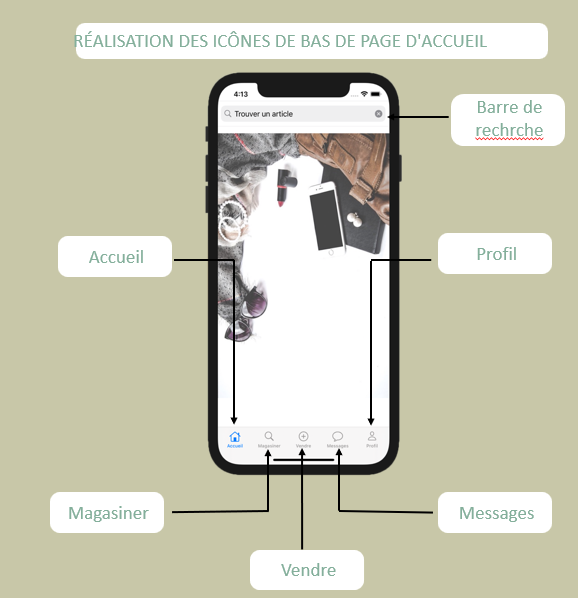 RÉALISATION DES ICÔNES DE BAS DE PAGE D'ACCUEIL
4:13
Trouver un article
Barre de
rechrche
Accueil
Profil
Accueil Magasiner Vendre Messages Profil
Magasiner
Messages
Vendre